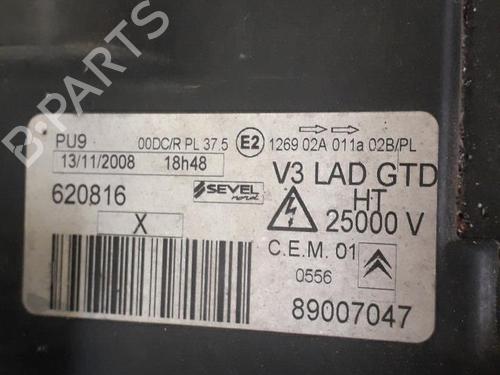 PU9 00DC/R PL 37.5 E2 12692 02A 011a 02B/PL
13/11/2008 18h48
V3 LAD GTD
620816 SEVEL
HT
X 25000 V
C.E.M. 01
0556
89007047
B-PARTS